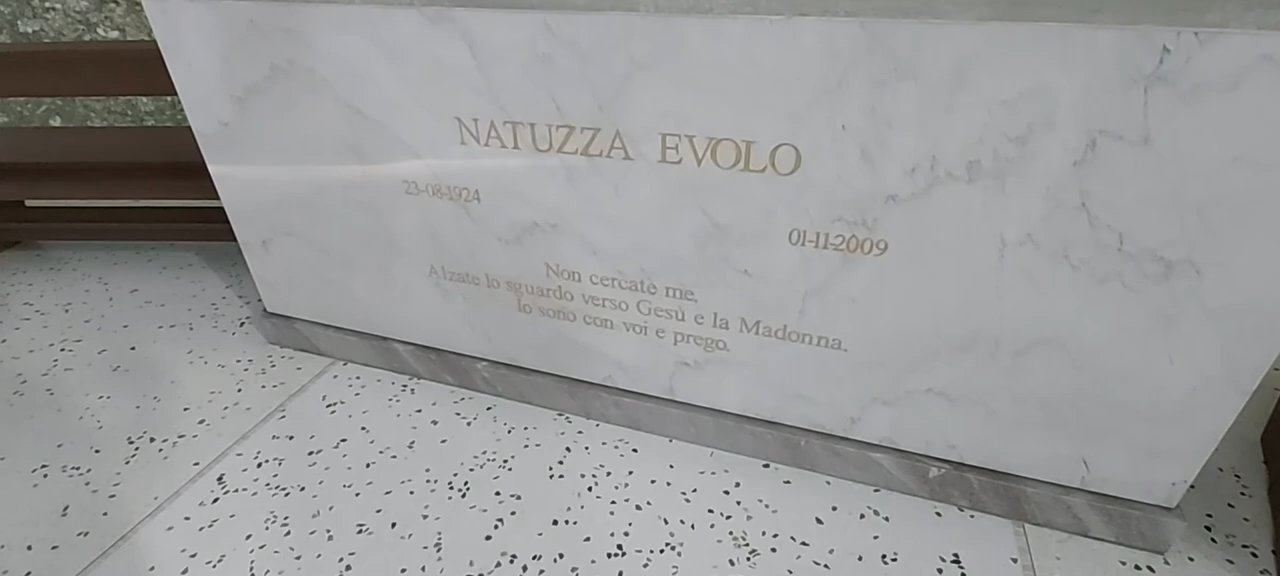 NATUZZA EVOLO
23-08-1924
01-11-2009
Non cercate me,
Alzate lo sguardo verso Gesù e la Madonna.
Io sono con voi e prego.